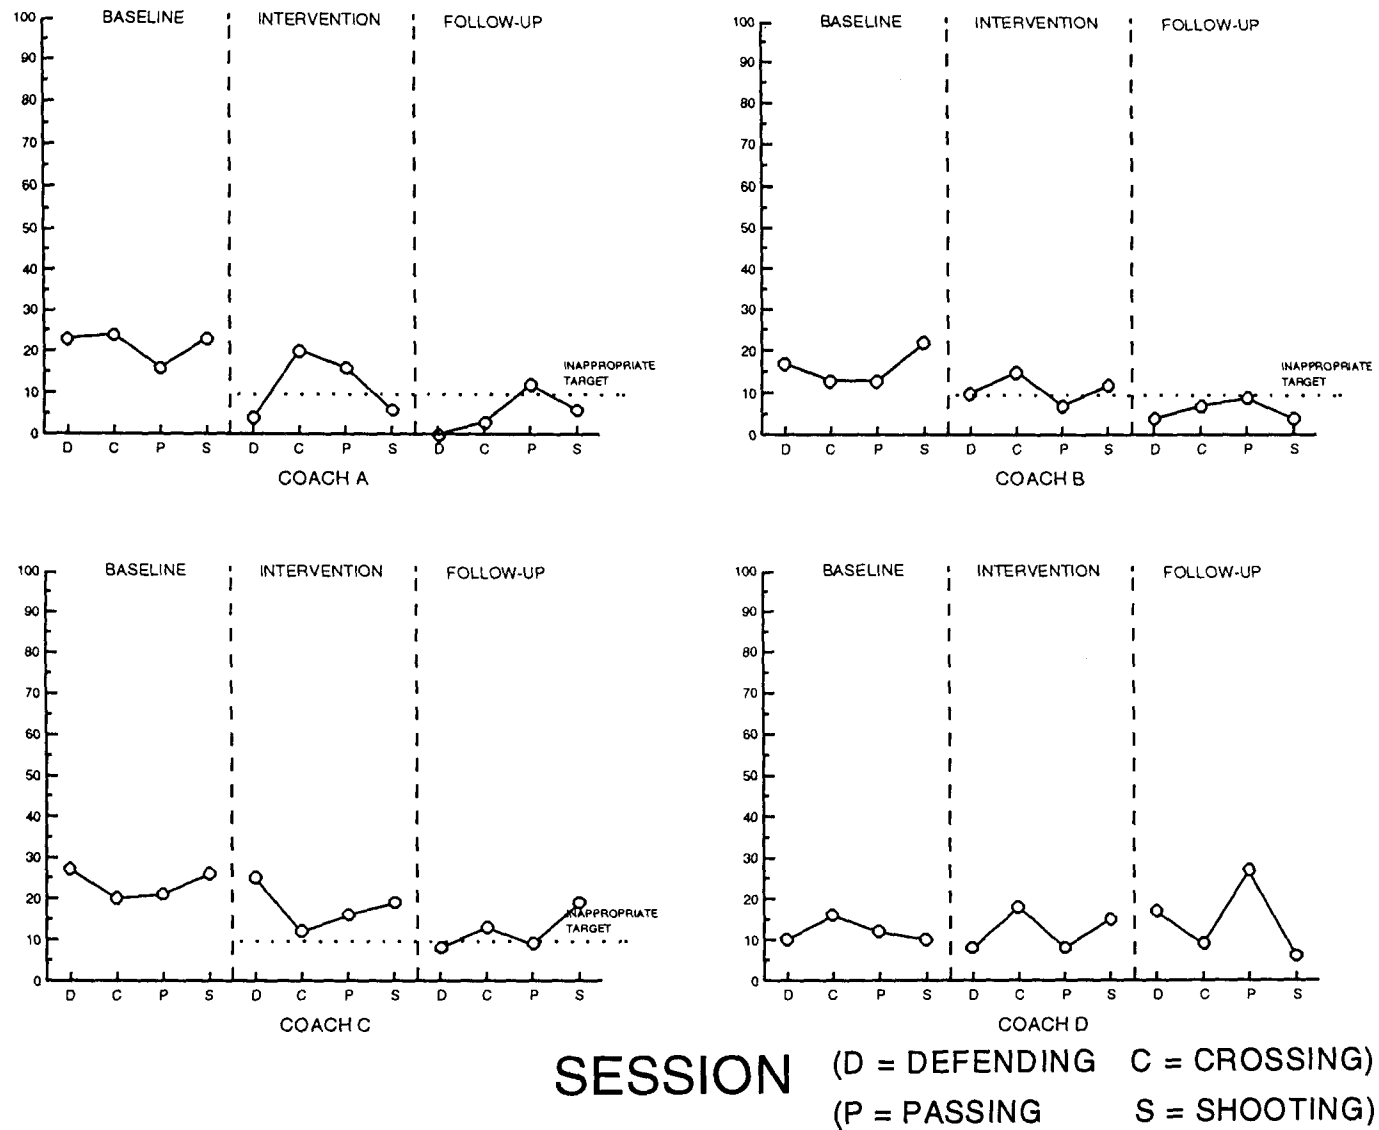 BASELINE INTERVENTION FOLLOW-UP
100
90
80
70
60
50
40
30
20
10
0
INAPPROPRIATE
TARGET
D C P S D C P S D C P S
COACH A
BASELINE INTERVENTION FOLLOW-UP
100
90
80
70
60
50
40
30
20
10
0
INAPPROPRIATE
TARGET
D C P S D C P S D C P S
COACH B
BASELINE INTERVENTION FOLLOW-UP
100
90
80
70
60
50
40
30
20
10
0
INAPPROPRIATE
TARGET
D C P S D C P S D C P S
COACH C
BASELINE INTERVENTION FOLLOW-UP
100
90
80
70
60
50
40
30
20
10
0
D C P S D C P S D C P S
COACH D
SESSION (D = DEFENDING C = CROSSING)
(P = PASSING S = SHOOTING)